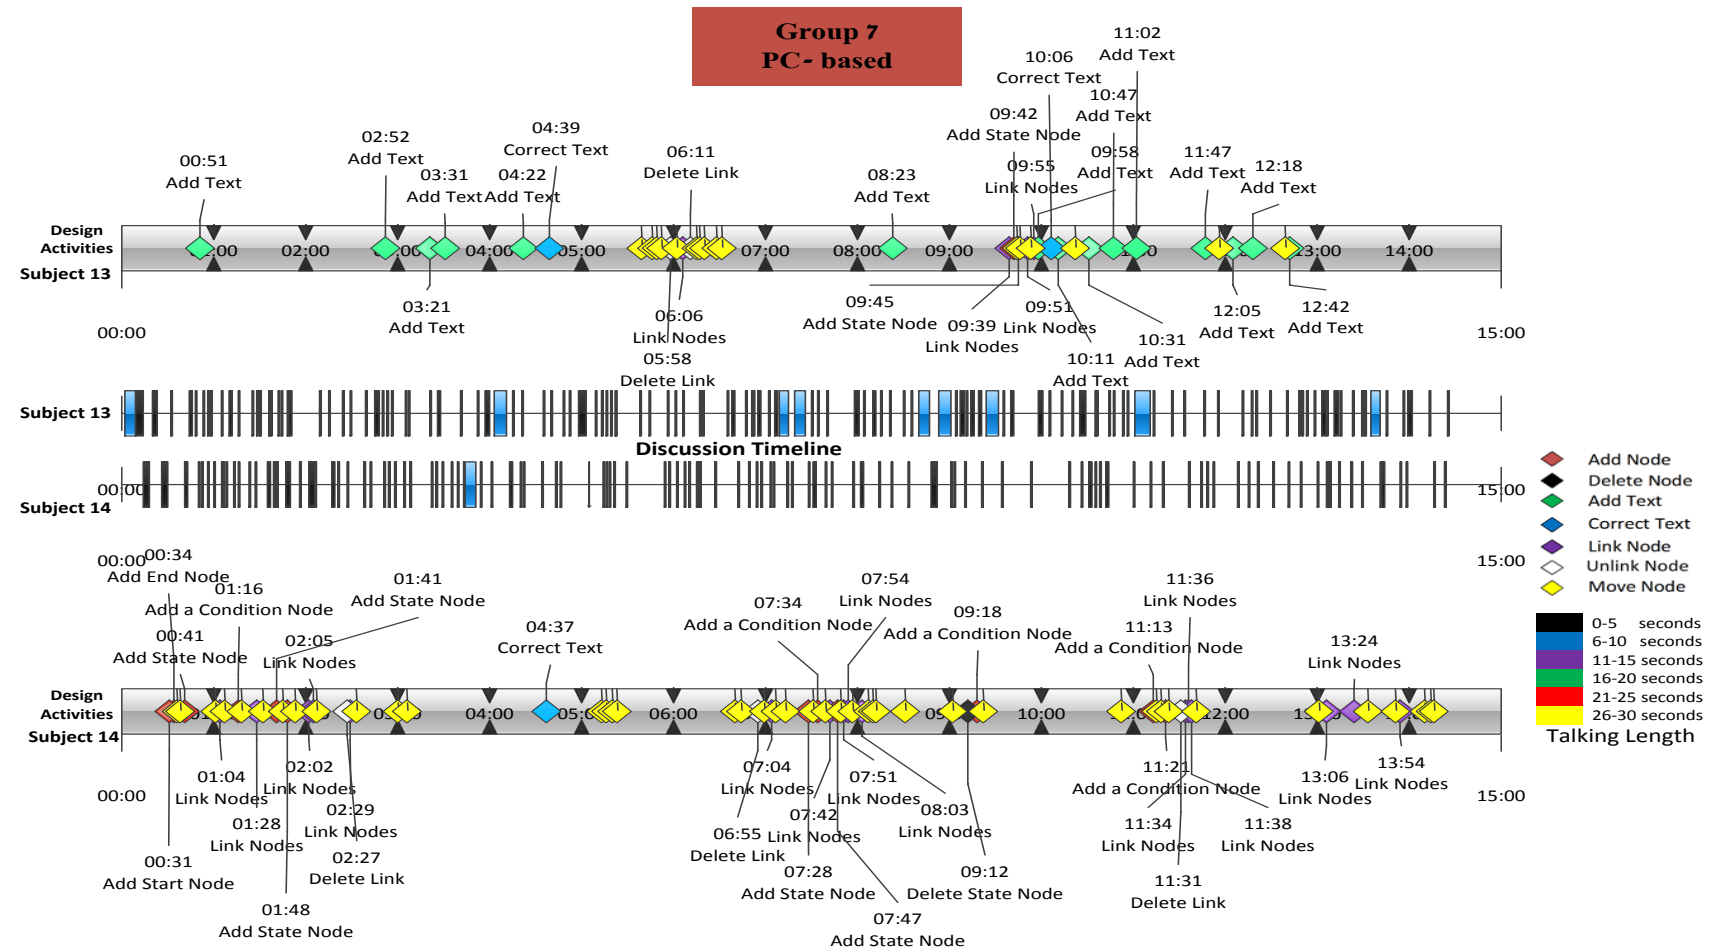 Group 7
PC- based
11:02
Add Text
10:06
Correct Text
10:47
Add Text
09:42
Add State Node
04:39
Correct Text
02:52
Add Text
06:11
Delete Link
00:51
Add Text
03:31
Add Text
04:22
Add Text
08:23
Add Text
09:55
Link Nodes
09:58
Add Text
11:47
Add Text
12:18
Add Text
Design
Activities
Subject 13
02:00
04:00
05:00
06:00
07:00
08:00
09:00
13:00
14:00
03:21
Add Text
06:06
Link Nodes
05:58
Delete Link
09:45
Add State Node
09:39
Link Nodes
09:51
Link Nodes
10:11
Add Text
10:31
Add Text
12:05
Add Text
12:42
Add Text
00:00
15:00
Subject 13
Discussion Timeline
00:00
15:00
Subject 14
00:00
15:00
Add Node
Delete Node
Add Text
Correct Text
Link Node
Unlink Node
Move Node
0-5 seconds
6-10 seconds
11-15 seconds
16-20 seconds
21-25 seconds
26-30 seconds
Talking Length
00:34
Add End Node
01:16
Add a Condition Node
01:41
Add State Node
00:41
Add State Node
02:05
Link Nodes
04:37
Correct Text
07:34
Add a Condition Node
07:54
Link Nodes
09:18
Add a Condition Node
11:36
Link Nodes
11:13
Add a Condition Node
13:24
Link Nodes
Design
Activities
Subject 14
04:00
06:00
10:00
12:00
01:04
Link Nodes
02:02
Link Nodes
01:28
Link Nodes
02:29
Link Nodes
00:31
Add Start Node
02:27
Delete Link
01:48
Add State Node
07:04
Link Nodes
06:55
Delete Link
07:42
Link Nodes
07:51
Link Nodes
08:03
Link Nodes
07:28
Add State Node
07:47
Add State Node
09:12
Delete State Node
11:21
Add a Condition Node
11:34
Link Nodes
11:38
Link Nodes
11:31
Delete Link
13:06
Link Nodes
13:54
Link Nodes
00:00
15:00